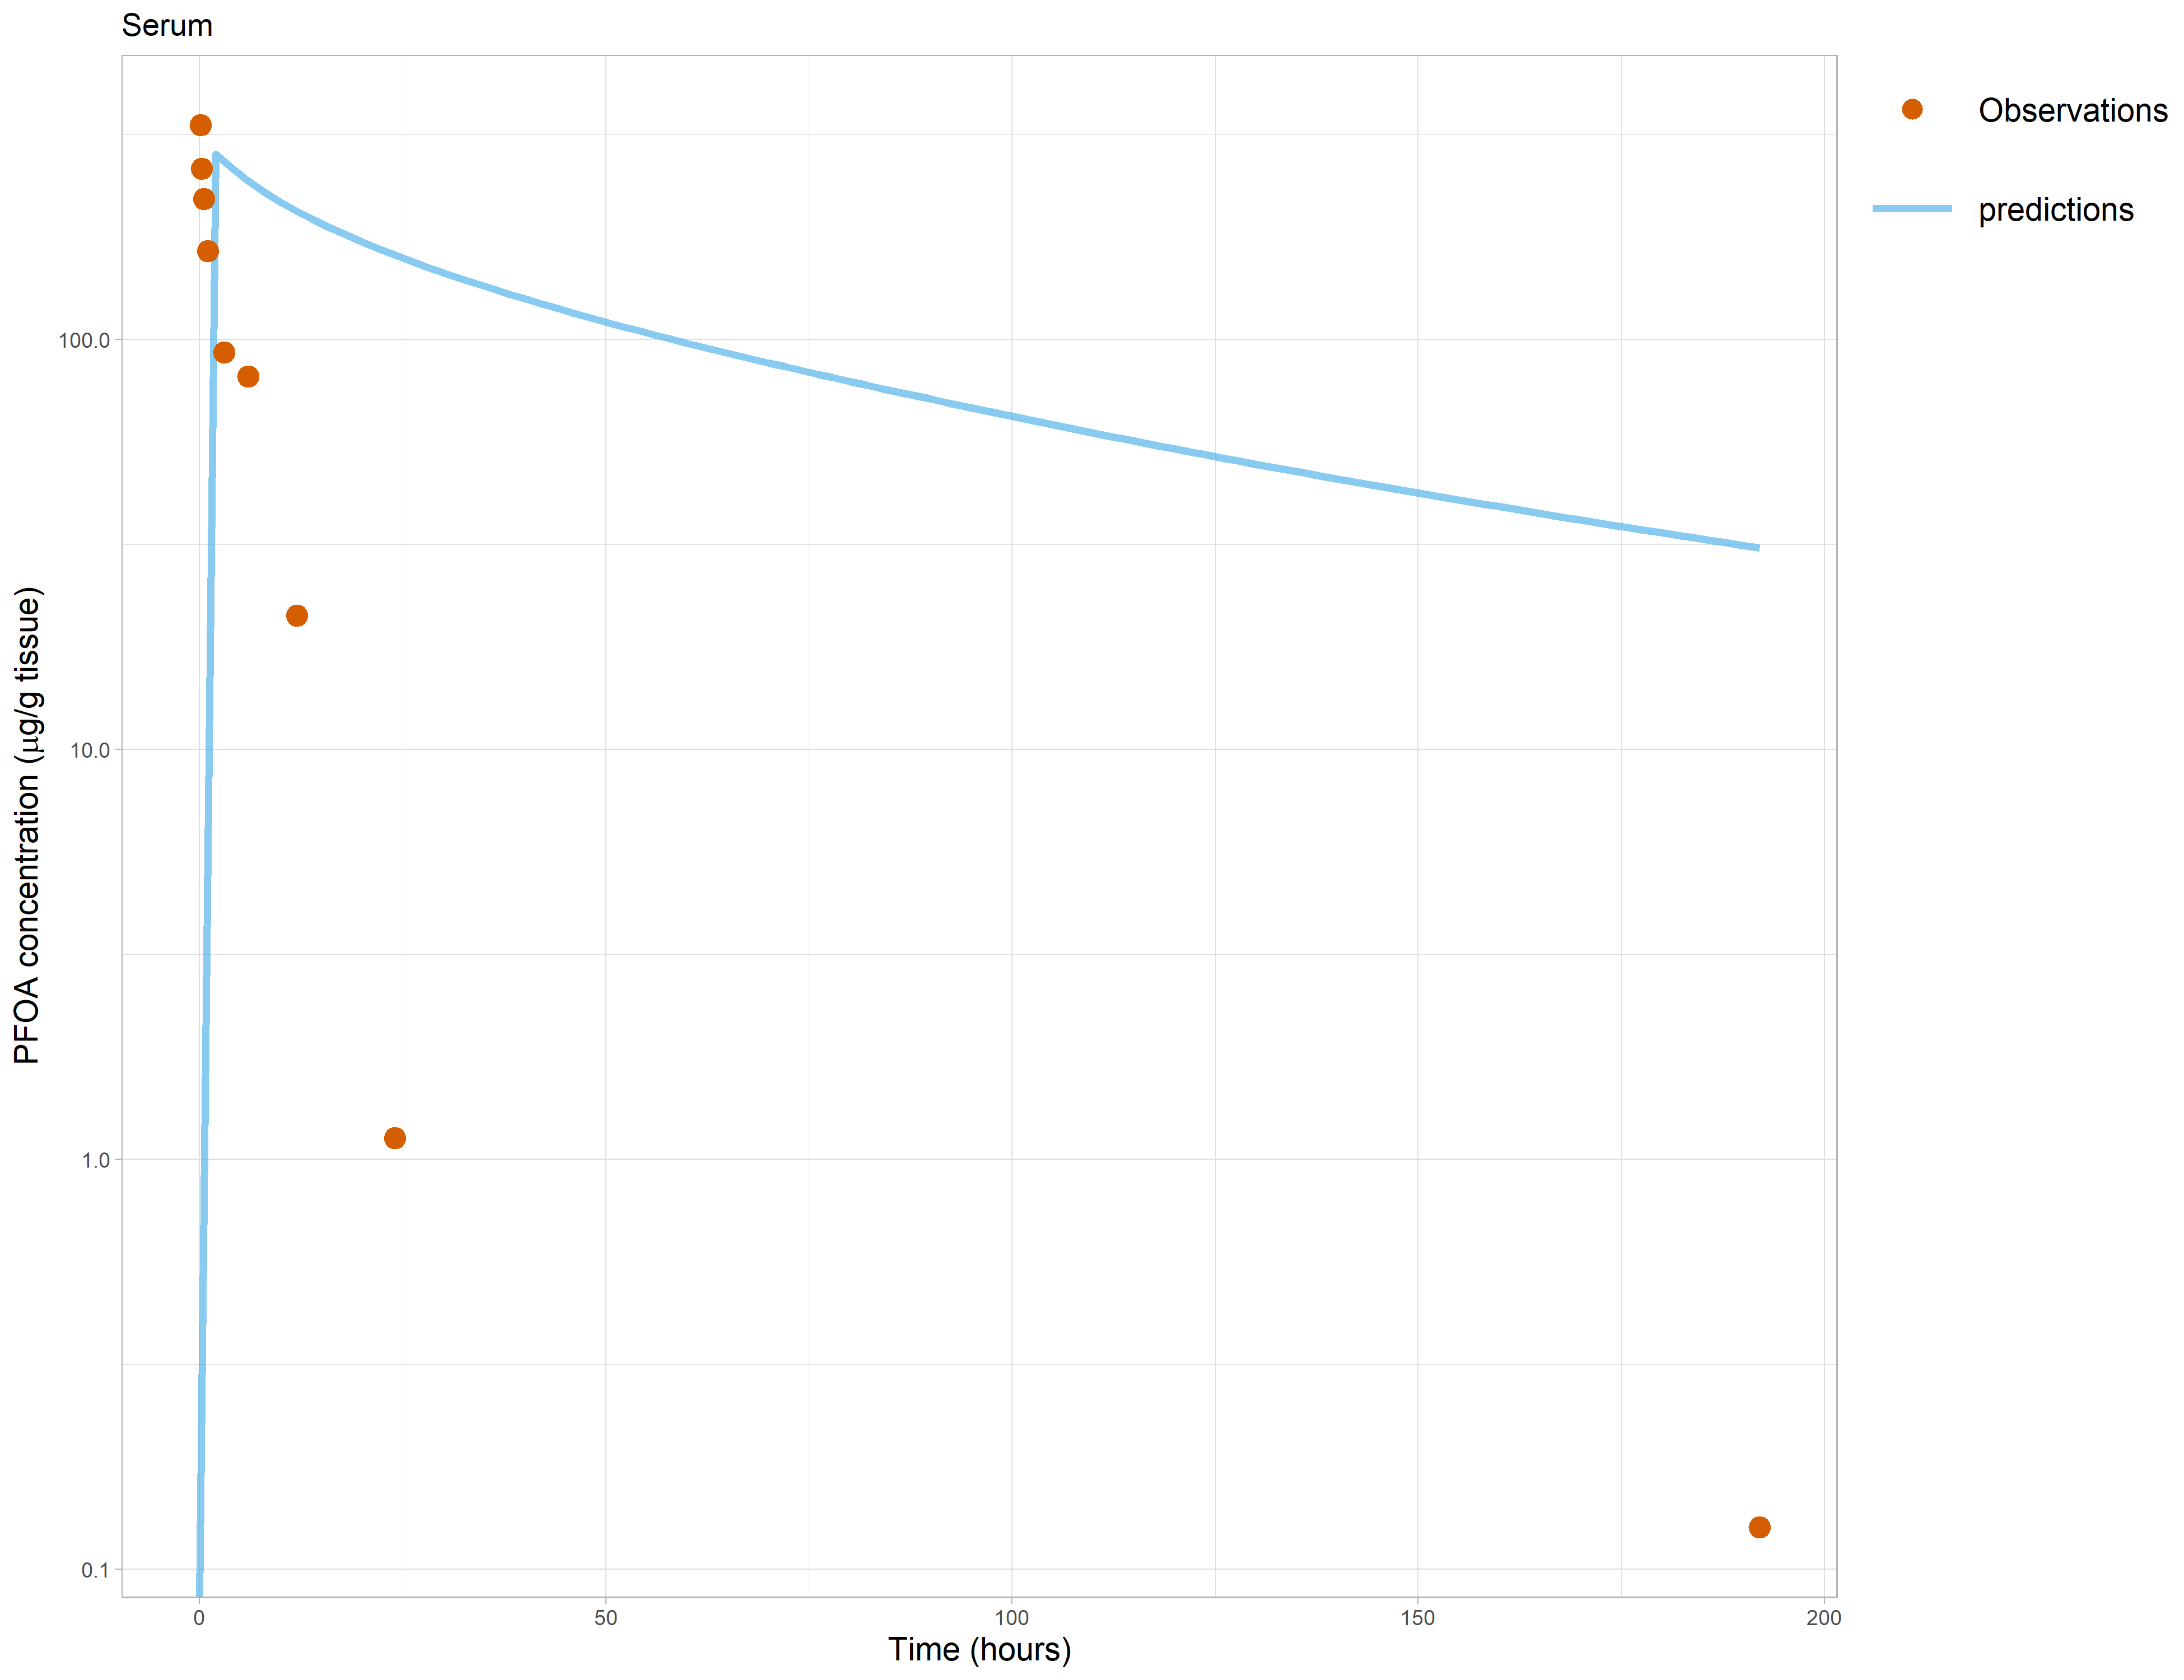 Serum
Observations
predictions
PFOA concentration (μg/g tissue)
100.0
10.0
1.0
0.1
0
50
100
150
200
Time (hours)